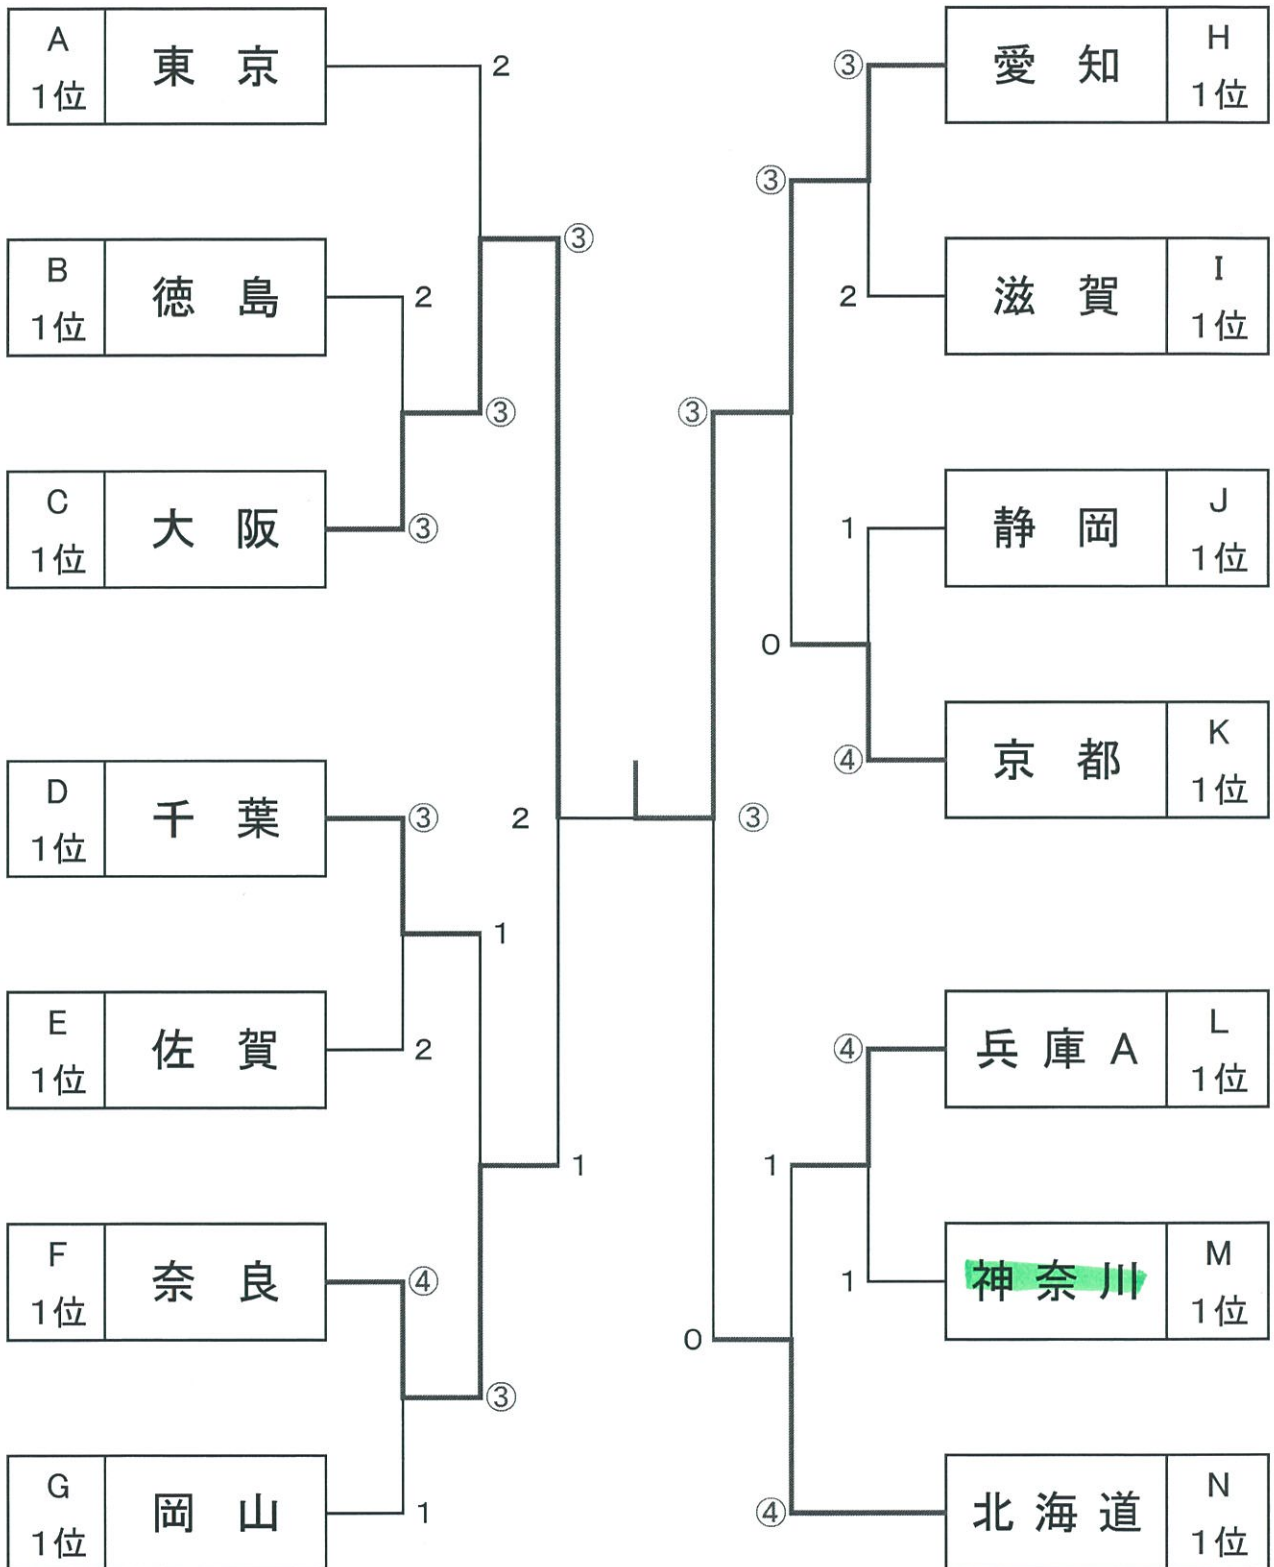 A
1位
東京
2
③
愛知
H
1位
③
③
B
1位
徳島
2
2
滋賀
I
1位
③
③
C
1位
大阪
③
1
静岡
J
1位
0
④
京都
K
1位
D
1位
千葉
③
2
③
1
E
1位
佐賀
2
④
兵庫A
L
1位
1
1
F
1位
奈良
④
1
神奈川
M
1位
0
③
G
1位
岡山
1
④
北海道
N
1位